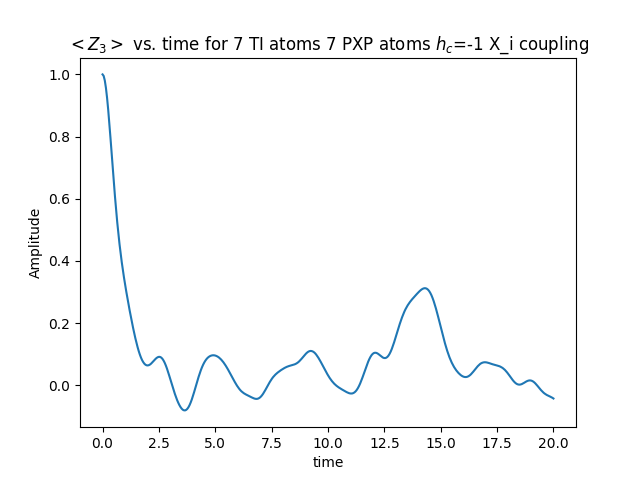 < Z₃ > vs. time for 7 TI atoms 7 PXP atoms h_c=-1 X_i coupling
1.0
0.8
0.6
0.4
0.2
0.0
Amplitude
0.0 2.5 5.0 7.5 10.0 12.5 15.0 17.5 20.0
time